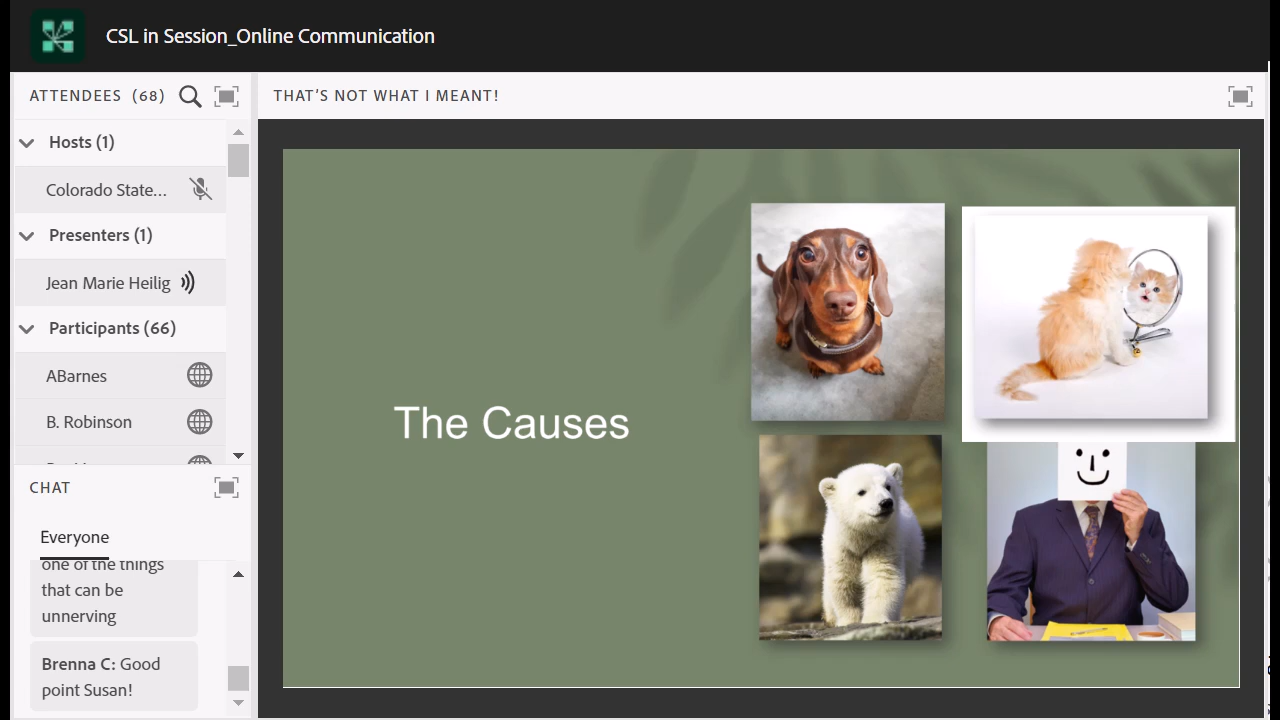 CSL in Session_Online Communication
ATTENDEES (68)
Hosts (1)
Colorado State...
Presenters (1)
Jean Marie Heilig
Participants (66)
ABarnes
B. Robinson
CHAT
Everyone
one of the things
that can be
unnerving
Brenna C: Good
point Susan!
THAT'S NOT WHAT I MEANT!
The Causes